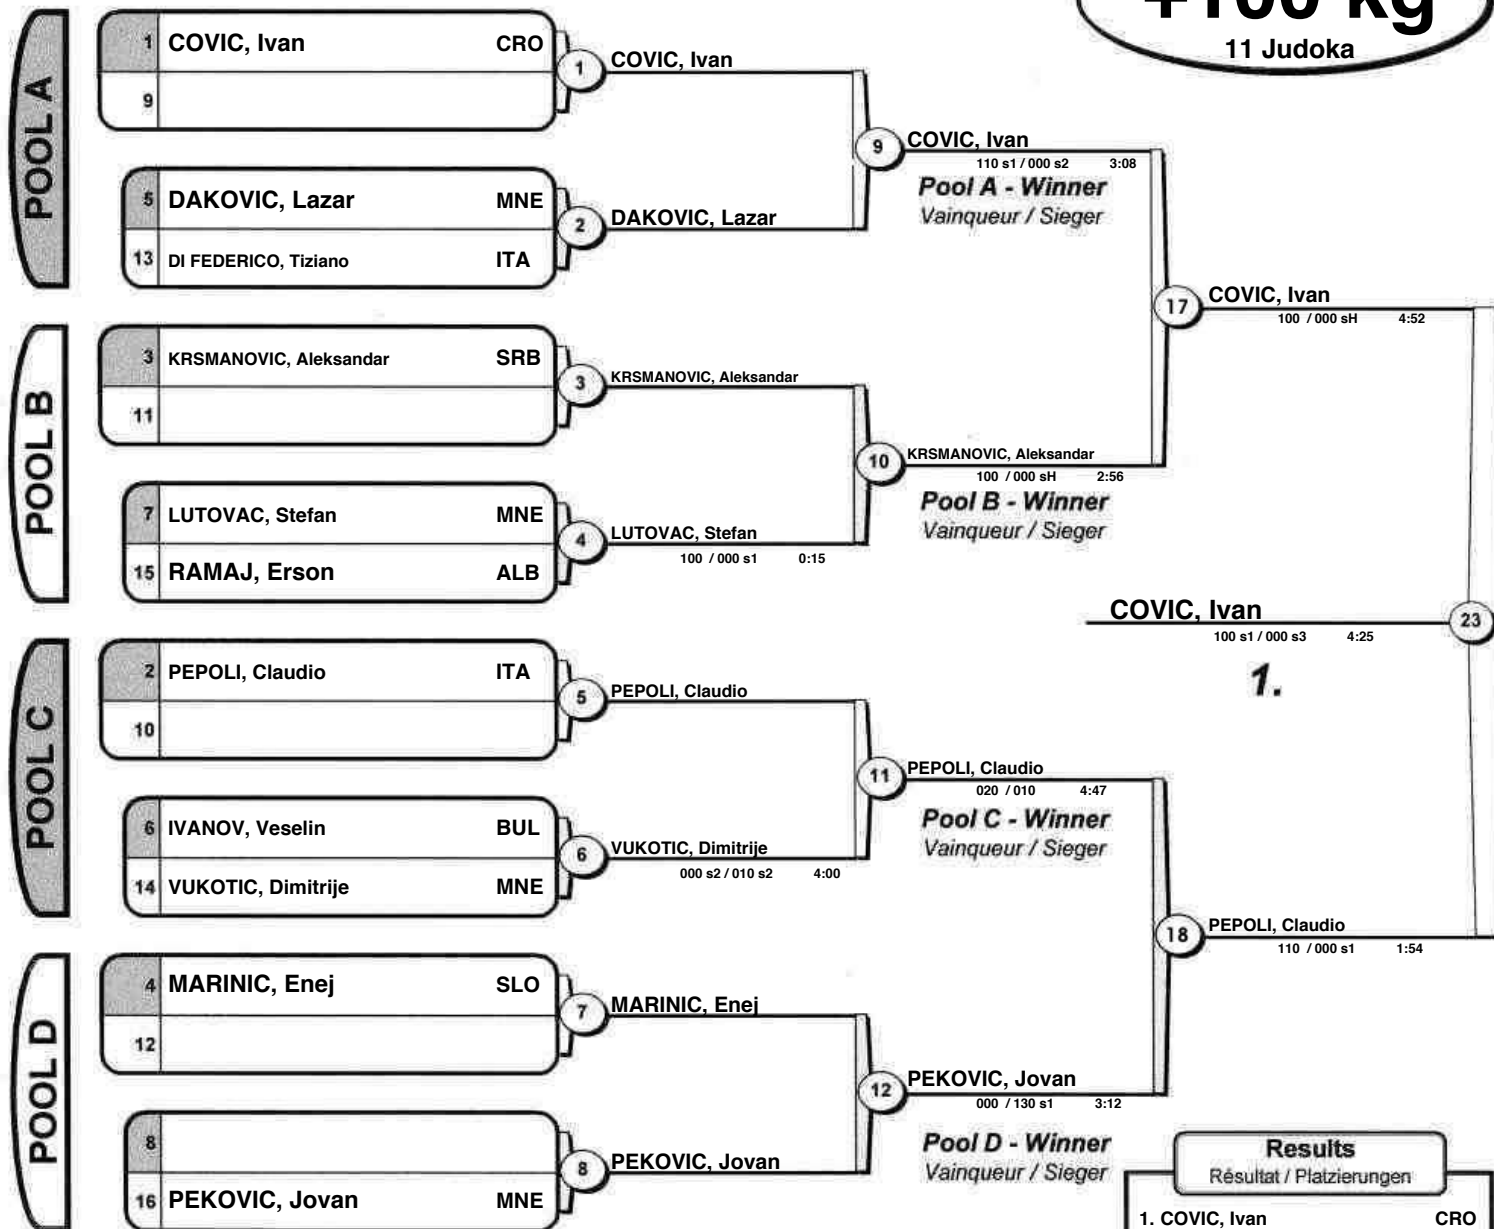 +100 kg
11 Judoka
POOL A
1 COVIC, Ivan CRO
9
1 COVIC, Ivan
5 DAKOVIC, Lazar MNE
13 DI FEDERICO, Tiziano ITA
2 DAKOVIC, Lazar
9 COVIC, Ivan
110 s1 / 000 s2 3:08
Pool A - Winner
Vainqueur / Sieger
POOL B
3 KRSMANOVIC, Aleksandar SRB
11
3 KRSMANOVIC, Aleksandar
7 LUTOVAC, Stefan MNE
15 RAMAJ, Erson ALB
4 LUTOVAC, Stefan
100 / 000 s1 0:15
10 KRSMANOVIC, Aleksandar
100 / 000 sH 2:56
Pool B - Winner
Vainqueur / Sieger
17 COVIC, Ivan
100 / 000 sH 4:52
COVIC, Ivan 23
100 s1 / 000 s3 4:25
1.
POOL C
2 PEPOLI, Claudio ITA
10
5 PEPOLI, Claudio
6 IVANOV, Veselin BUL
14 VUKOTIC, Dimitrije MNE
6 VUKOTIC, Dimitrije
000 s2 / 010 s2 4:00
11 PEPOLI, Claudio
020 / 010 4:47
Pool C - Winner
Vainqueur / Sieger
18 PEPOLI, Claudio
110 / 000 s1 1:54
POOL D
4 MARINIC, Enej SLO
12
7 MARINIC, Enej
8
16 PEKOVIC, Jovan MNE
8 PEKOVIC, Jovan
12 PEKOVIC, Jovan
000 / 130 s1 3:12
Pool D - Winner
Vainqueur / Sieger
Results
Résultat / Platzierungen
1. COVIC, Ivan CRO